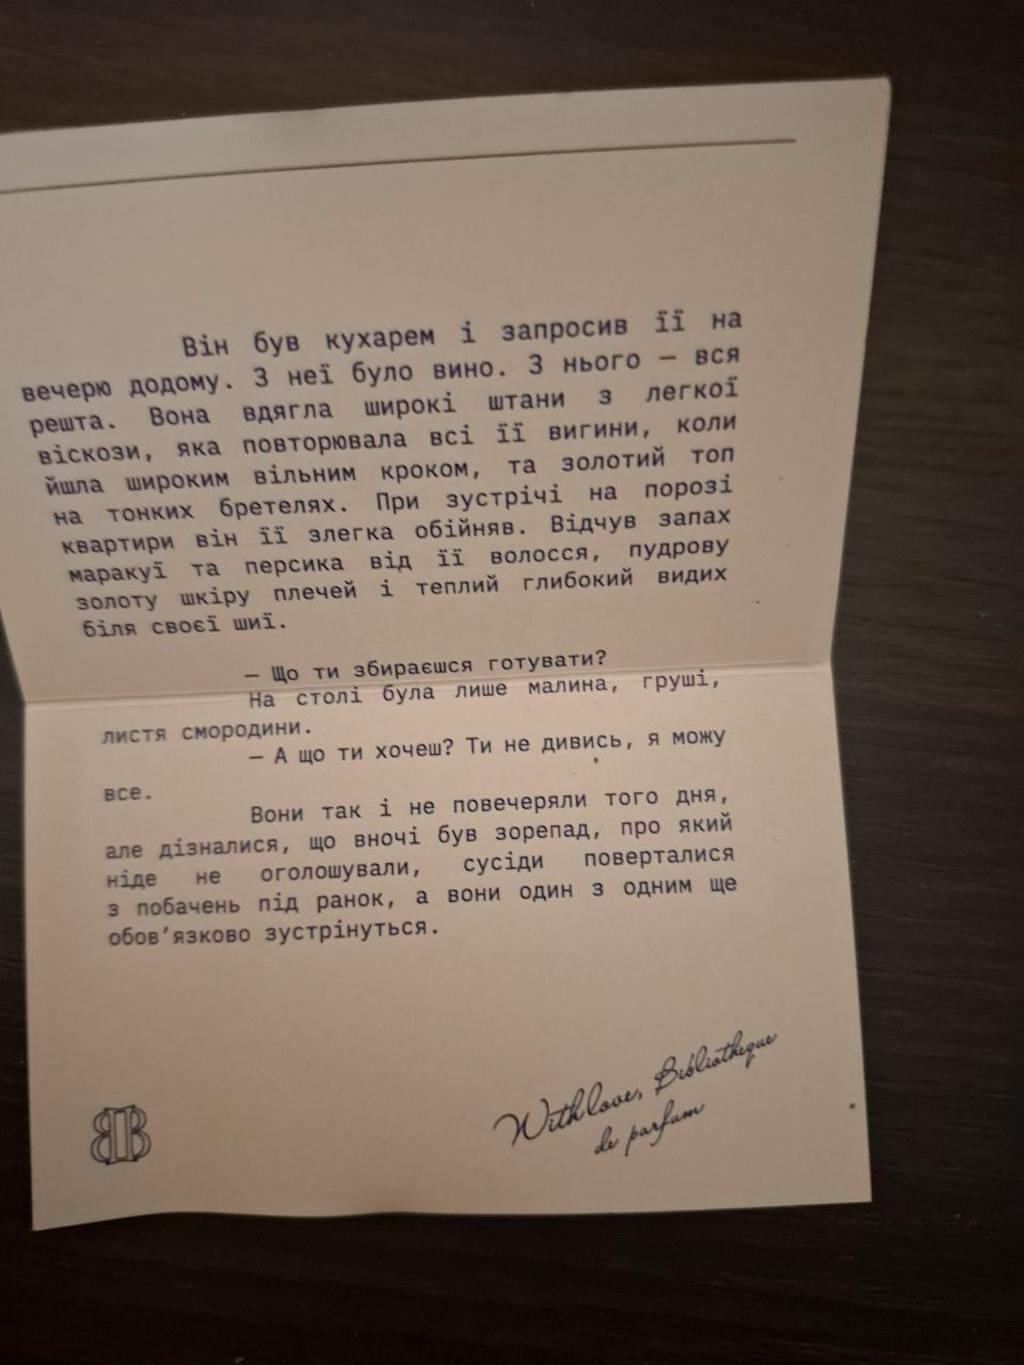 Він був кухарем і запросив її на
вечерю додому. З неї було вино. З нього — вся
решта. Вона вдягла широкі штани з легкої
віскози, яка повторювала всі її вигини, коли
йшла широким вільним кроком, та золотий топ
на тонких бретелях. При зустрічі на порозі
квартири він її злегка обійняв. Відчув запах
маракуї та персика від її волосся, пудрову
золоту шкіру плечей і теплий глибокий видих
біля своєї шиї.
— Що ти збираєшся готувати?
На столі була лише малина, груші,
листя смородини.
— А що ти хочеш? Ти не дивись, я можу
все.
Вони так і не повечеряли того дня,
але дізналися, що вночі був зорепад, про який
ніде не оголошували, сусіди поверталися
з побачень під ранок, а вони один з одним ще
обов’язково зустрінуться.
With love, Bibliotheque
de parfum